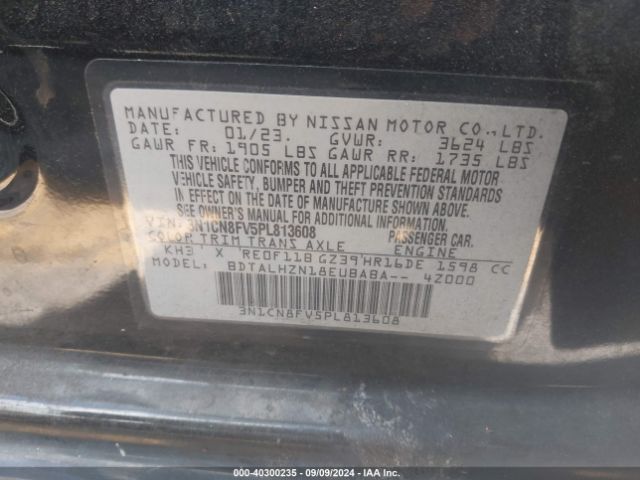 MANUFACTURED BY NISSAN MOTOR CO.,LTD.
DATE: 01/23. GVWR: 3624 LBS
GAWR FR: 1905 LBS GAWR RR: 1735 LBS
THIS VEHICLE CONFORMS TO ALL APPLICABLE FEDERAL MOTOR
VEHICLE SAFETY, BUMPER AND THEFT PREVENTION STANDARDS
IN EFFECT ON THE DATE OF MANUFACTURE SHOWN ABOVE.
SEE OWNER'S MANUAL FOR ADDITIONAL INFORMATION.
VIN: 3N1CN8FV5PL813608 PASSENGER CAR.
COLOR TRIM TRANS AXLE ENGINE
KH3 X RE0F11B GZ39 HR16DE 1598 CC
MODEL: BDTALHZN18EUBABA-- 4Z000
3N1CN8FV5PL813608
000-40300235 - 09/09/2024 - IAA Inc.